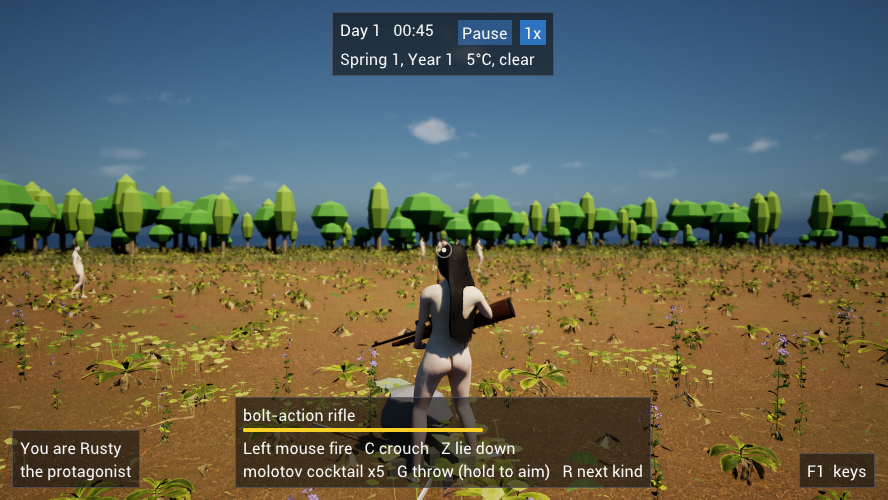 Day 1 00:45 Pause 1x
Spring 1, Year 1 5°C, clear
bolt-action rifle
Left mouse fire C crouch Z lie down
molotov cocktail x5 G throw (hold to aim) R next kind
You are Rusty
the protagonist
F1 keys